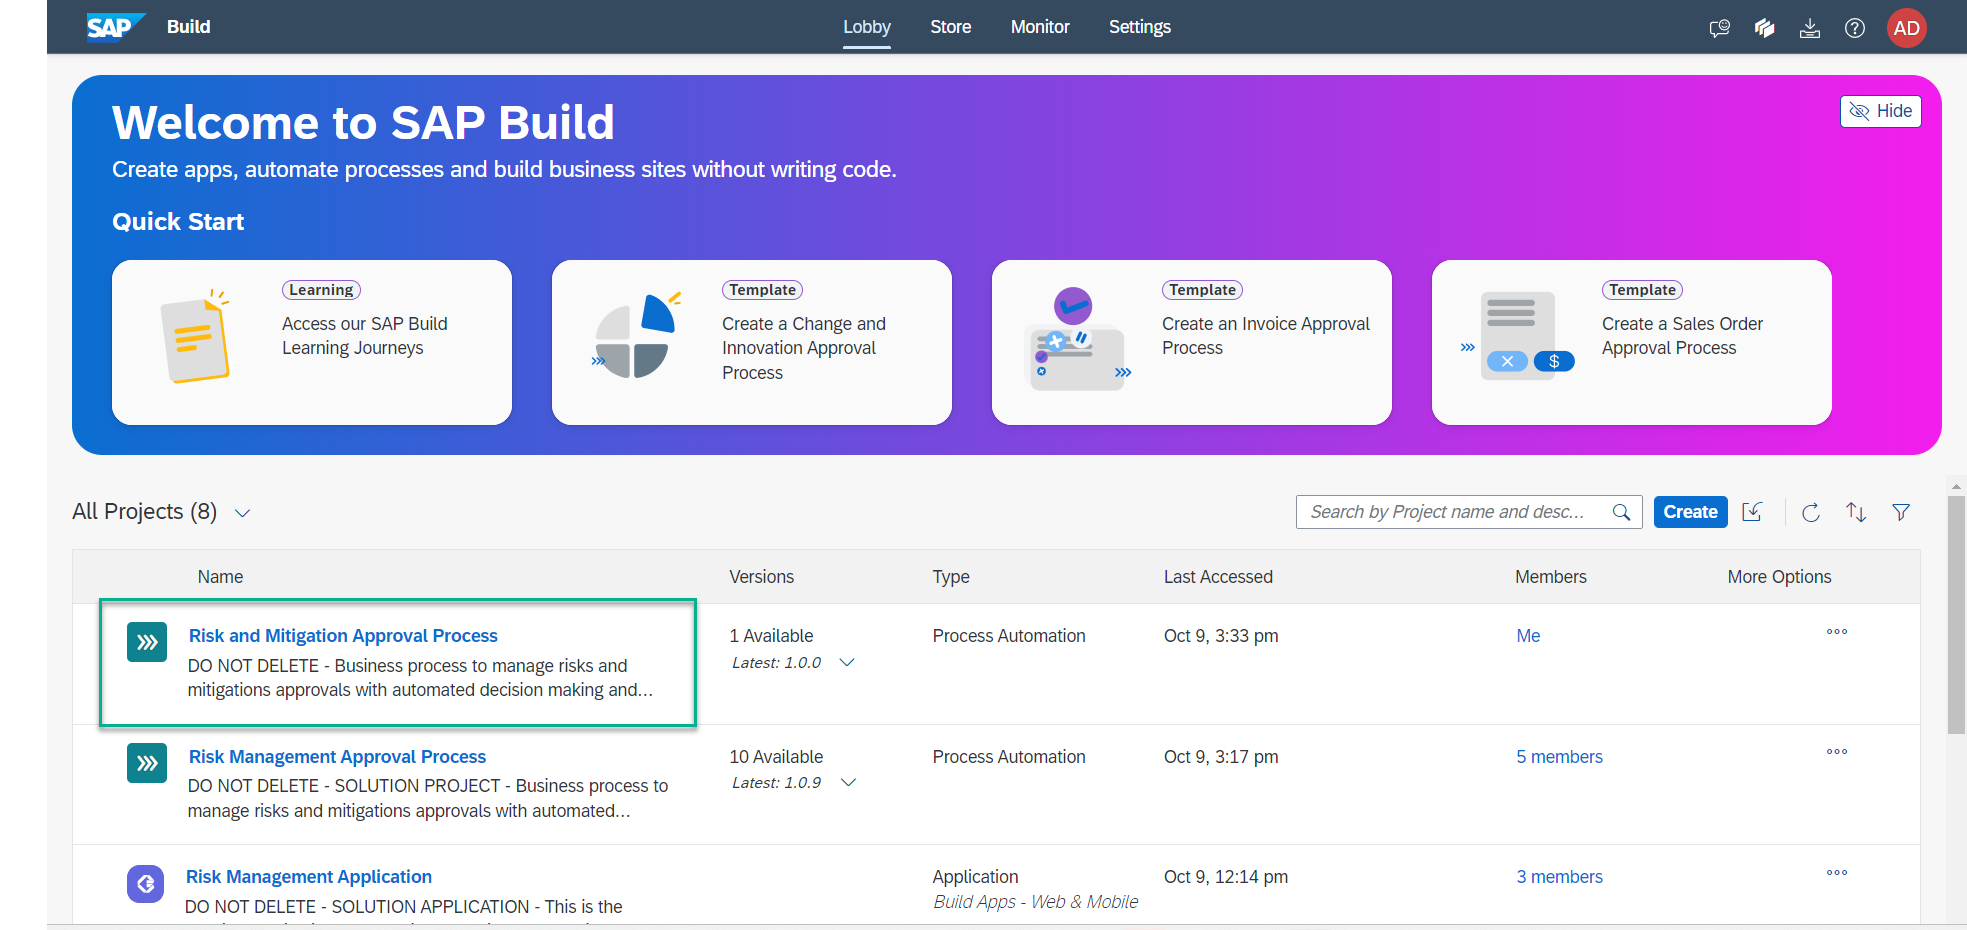 SAP Build Lobby Store Monitor Settings AD
Welcome to SAP Build
Hide
Create apps, automate processes and build business sites without writing code.
Quick Start
Learning
Access our SAP Build
Learning Journeys
Template
Create a Change and
Innovation Approval
Process
Template
Create an Invoice Approval
Process
Template
Create a Sales Order
Approval Process
$
All Projects (8)
Search by Project name and desc...
Create
Name Versions Type Last Accessed Members More Options
Risk and Mitigation Approval Process 1 Available Process Automation Oct 9, 3:33 pm Me
Latest: 1.0.0
DO NOT DELETE - Business process to manage risks and
mitigations approvals with automated decision making and...
Risk Management Approval Process 10 Available Process Automation Oct 9, 3:17 pm 5 members
Latest: 1.0.9
DO NOT DELETE - SOLUTION PROJECT - Business process to
manage risks and mitigations approvals with automated...
Risk Management Application Application Oct 9, 12:14 pm 3 members
Build Apps - Web & Mobile
DO NOT DELETE - SOLUTION APPLICATION - This is the